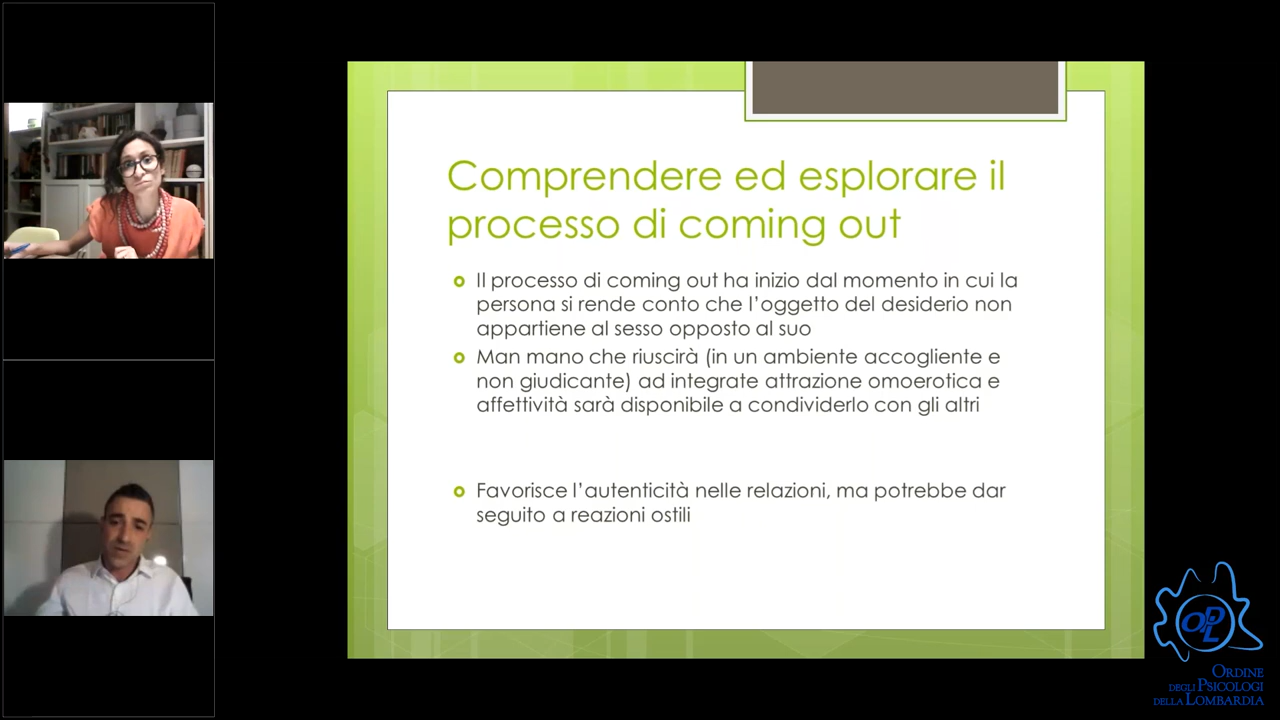 Comprendere ed esplorare il
processo di coming out
Il processo di coming out ha inizio dal momento in cui la
persona si rende conto che l'oggetto del desiderio non
appartiene al sesso opposto al suo
Man mano che riuscirà (in un ambiente accogliente e
non giudicante) ad integrate attrazione omoerotica e
affettività sarà disponibile a condividerlo con gli altri
Favorisce l'autenticità nelle relazioni, ma potrebbe dar
seguito a reazioni ostili
OPL
ORDINE
DEGLI PSICOLOGI
DELLA LOMBARDIA